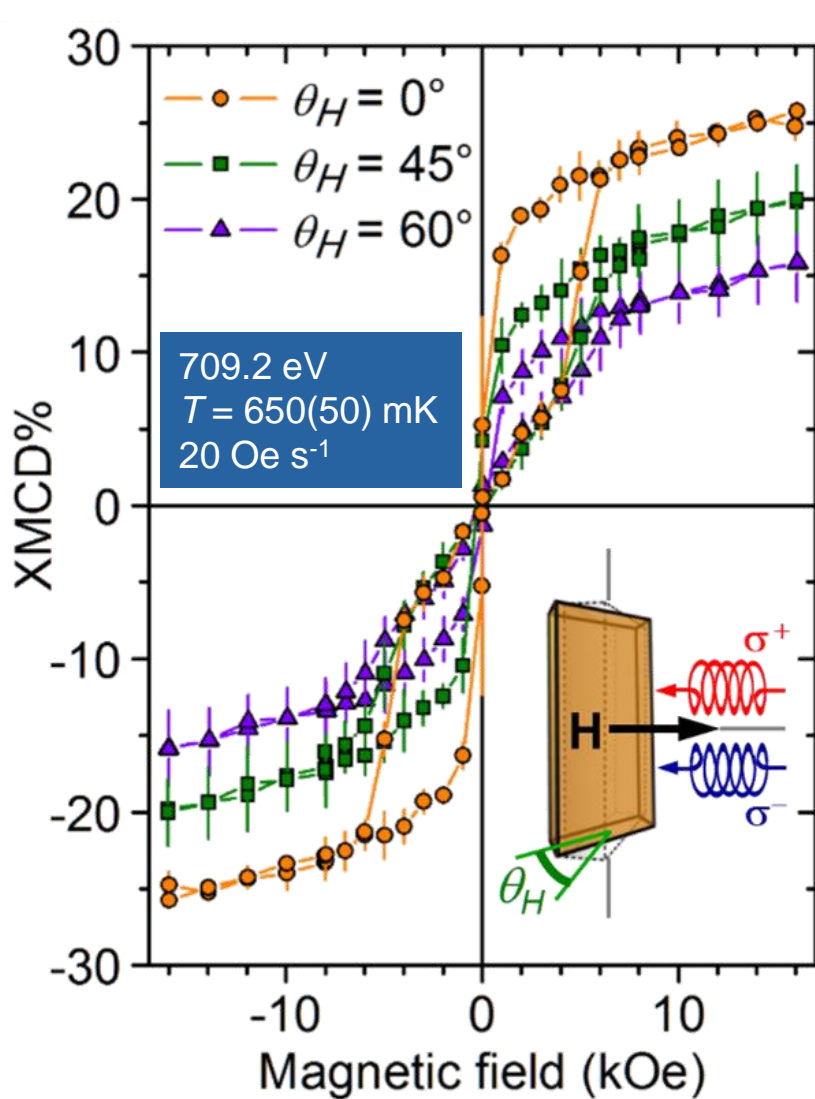 30
20
10
0
-10
-20
-30
XMCD%
θH = 0°
θH = 45°
θH = 60°
709.2 eV
T = 650(50) mK
20 Oe s-1
σ+
H
σ−
θH
-10 0 10
Magnetic field (kOe)